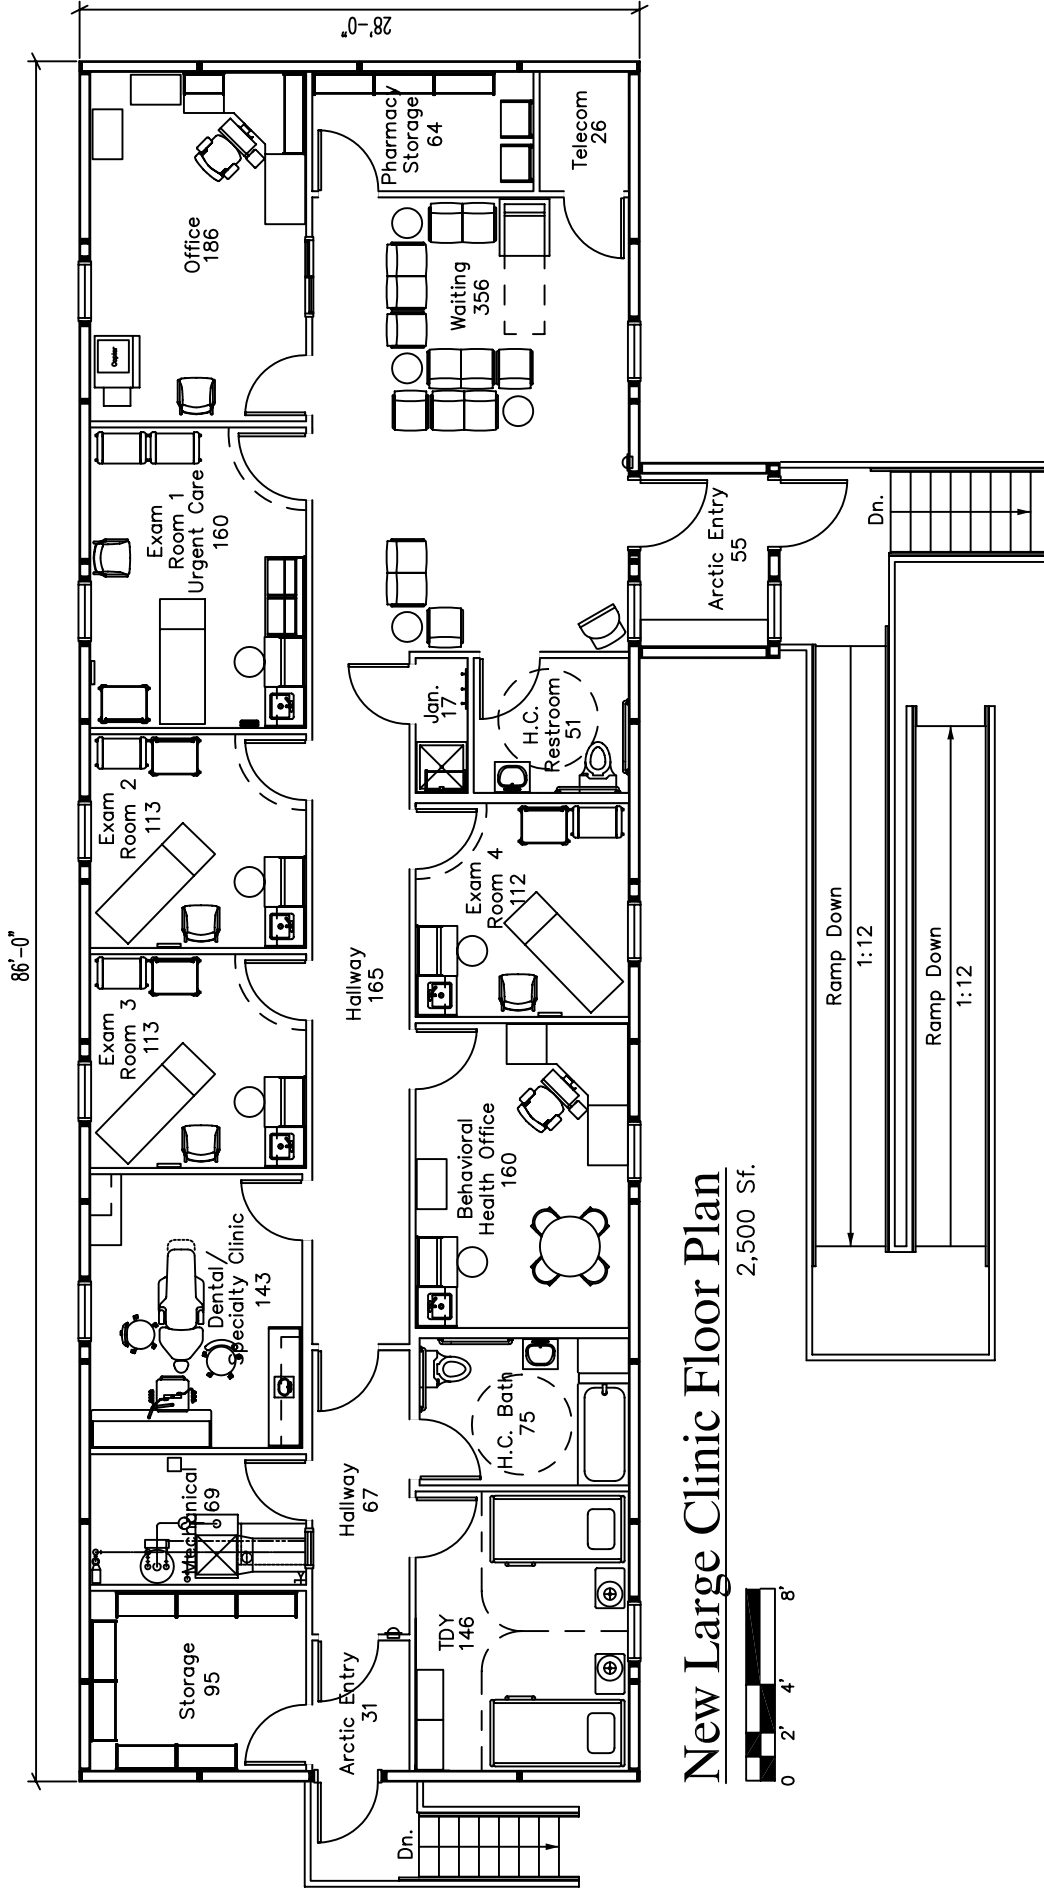 86'-0"
28'-0"
Storage
95
Mechanical
69
Dental/
Specialty Clinic
143
Exam
Room 3
113
Exam
Room 2
113
Exam
Room 1
Urgent Care
160
Copier
Office
186
Arctic Entry
31
Hallway
67
Hallway
165
Pharmacy
Storage
64
Telecom
26
Waiting
356
Jan.
17
H.C.
Restroom
51
Exam
Room 4
112
Behavioral
Health Office
160
H.C. Bath
75
TDY
146
Dn.
Arctic Entry
55
Dn.
Ramp Down
1:12
Ramp Down
1:12
New Large Clinic Floor Plan
2,500 Sf.
0 2' 4' 8'